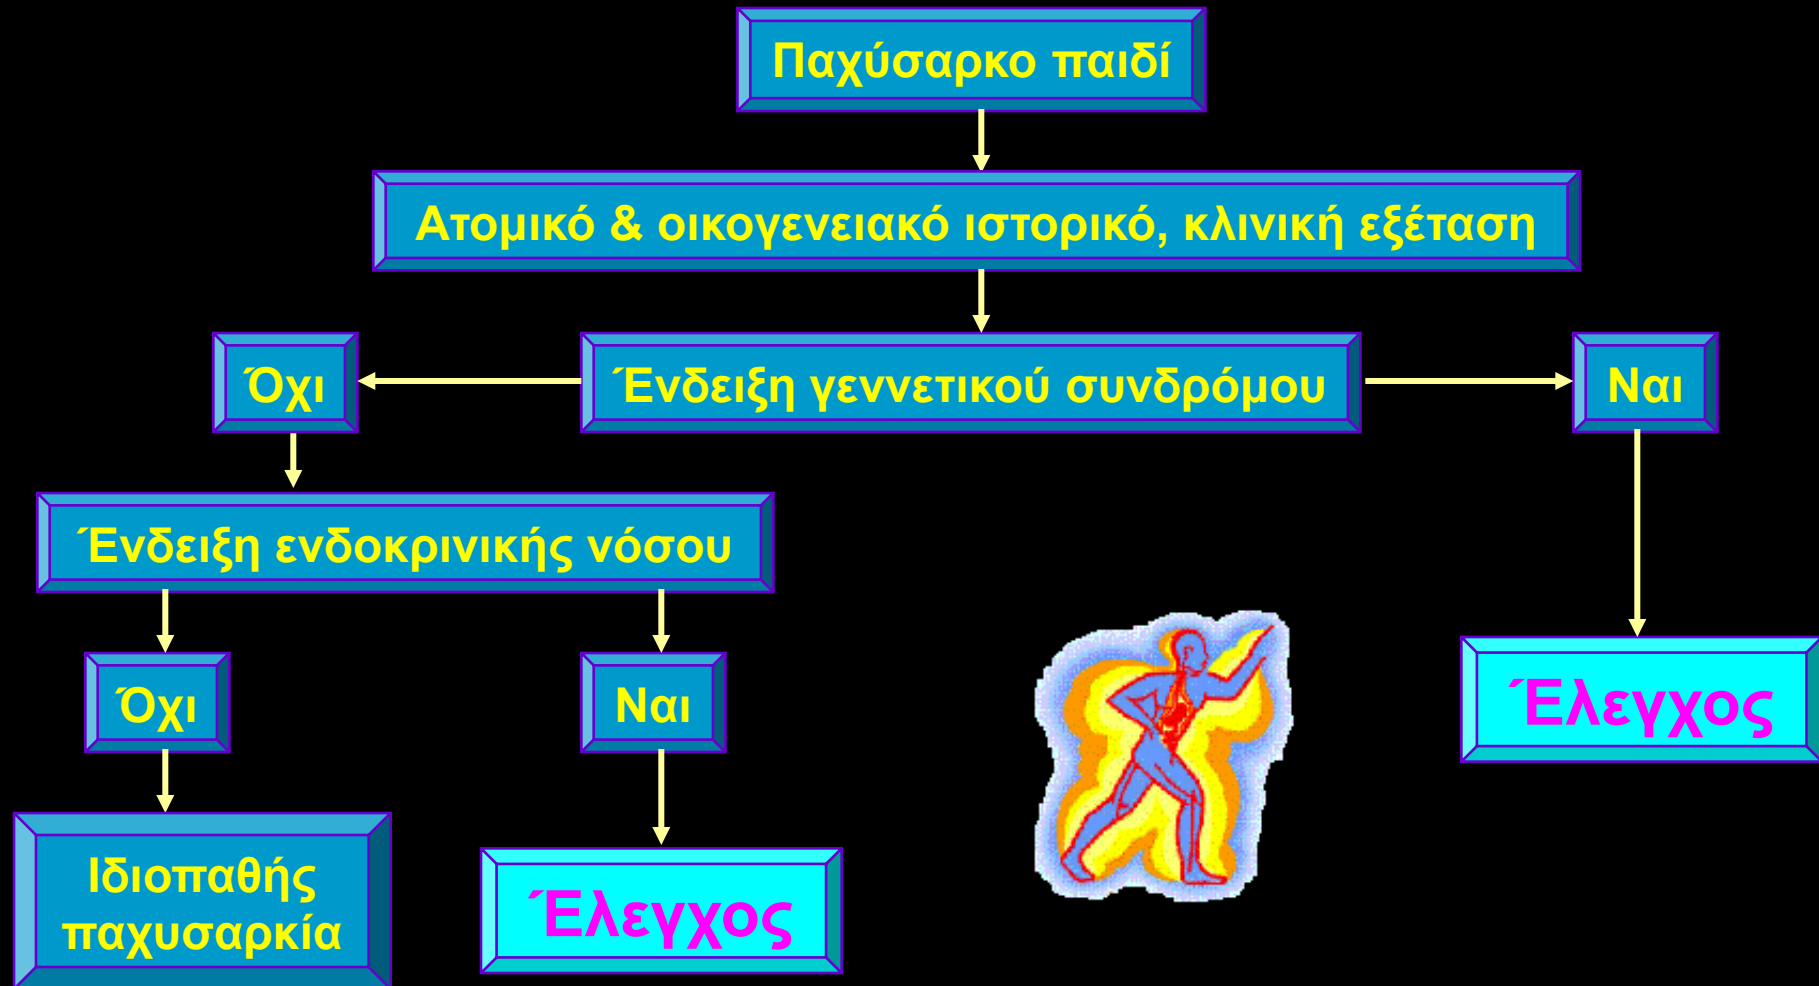 Παχύσαρκο παιδί
Ατομικό & οικογενειακό ιστορικό, κλινική εξέταση
Όχι
Ένδειξη γεννετικού συνδρόμου
Ναι
Ένδειξη ενδοκρινικής νόσου
Όχι
Ναι
Έλεγχος
Ιδιοπαθής
παχυσαρκία
Έλεγχος